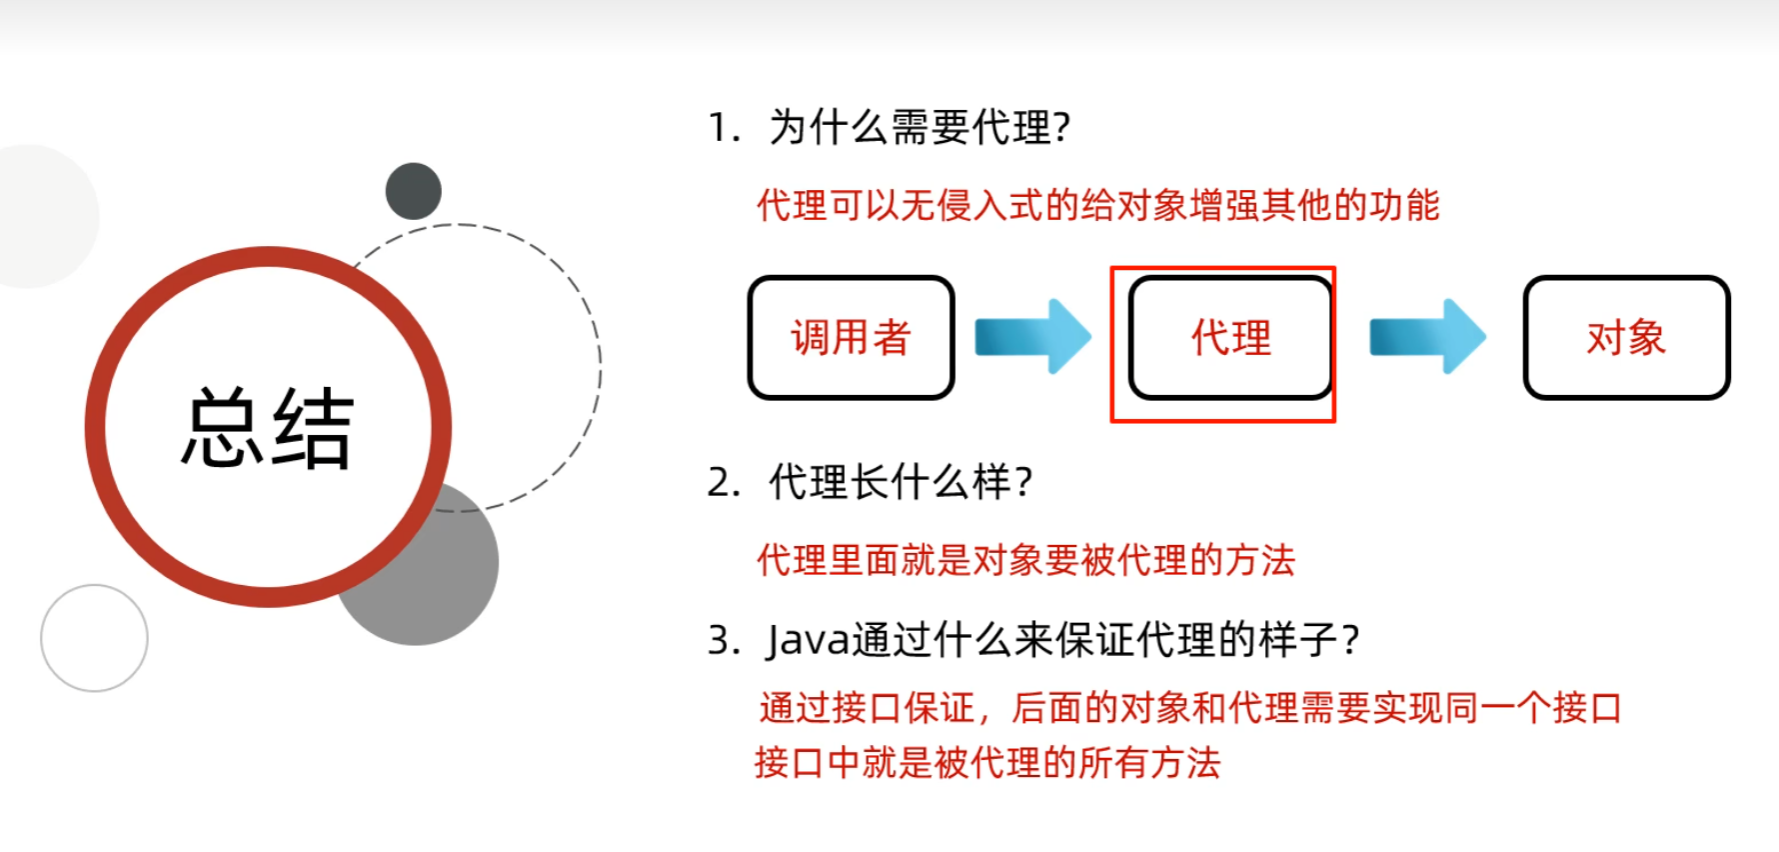 总结
1. 为什么需要代理?
代理可以无侵入式的给对象增强其他的功能
调用者
代理
对象
2. 代理长什么样?
代理里面就是对象要被代理的方法
3. Java通过什么来保证代理的样子?
通过接口保证，后面的对象和代理需要实现同一个接口
接口中就是被代理的所有方法